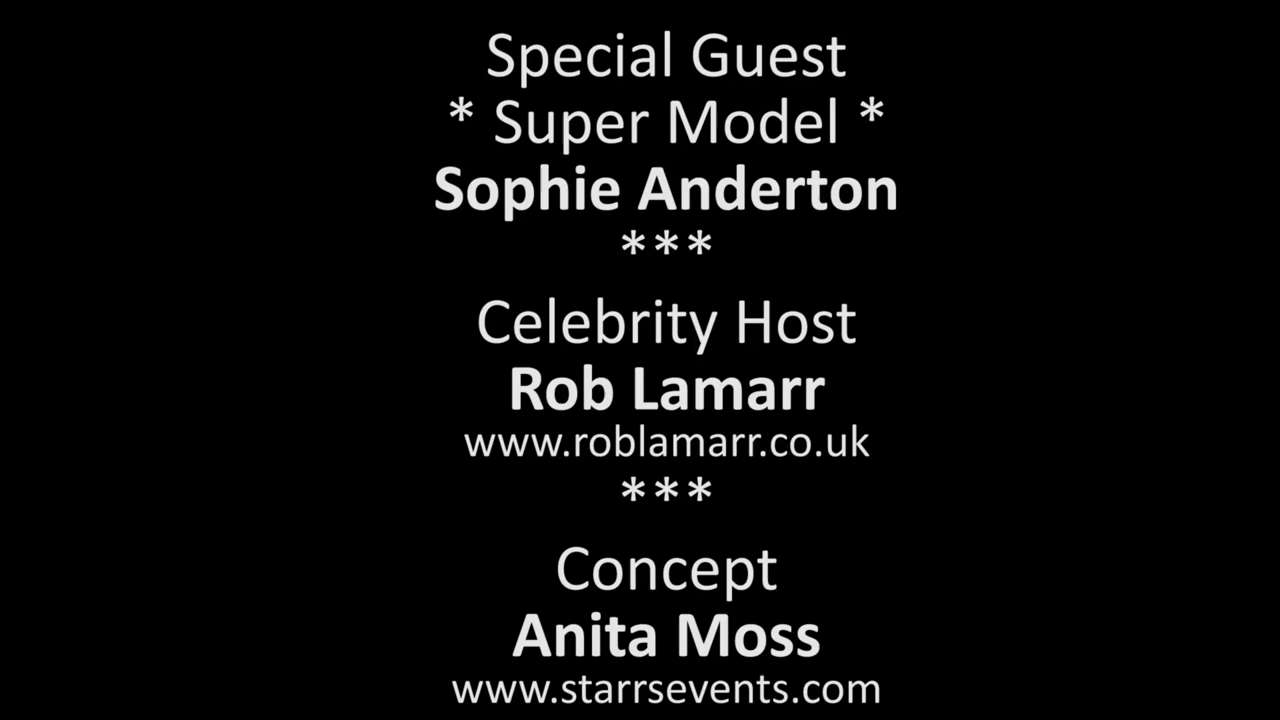 Special Guest
* Super Model *
Sophie Anderton
***
Celebrity Host
Rob Lamarr
www.roblamarr.co.uk
***
Concept
Anita Moss
www.starrsevents.com